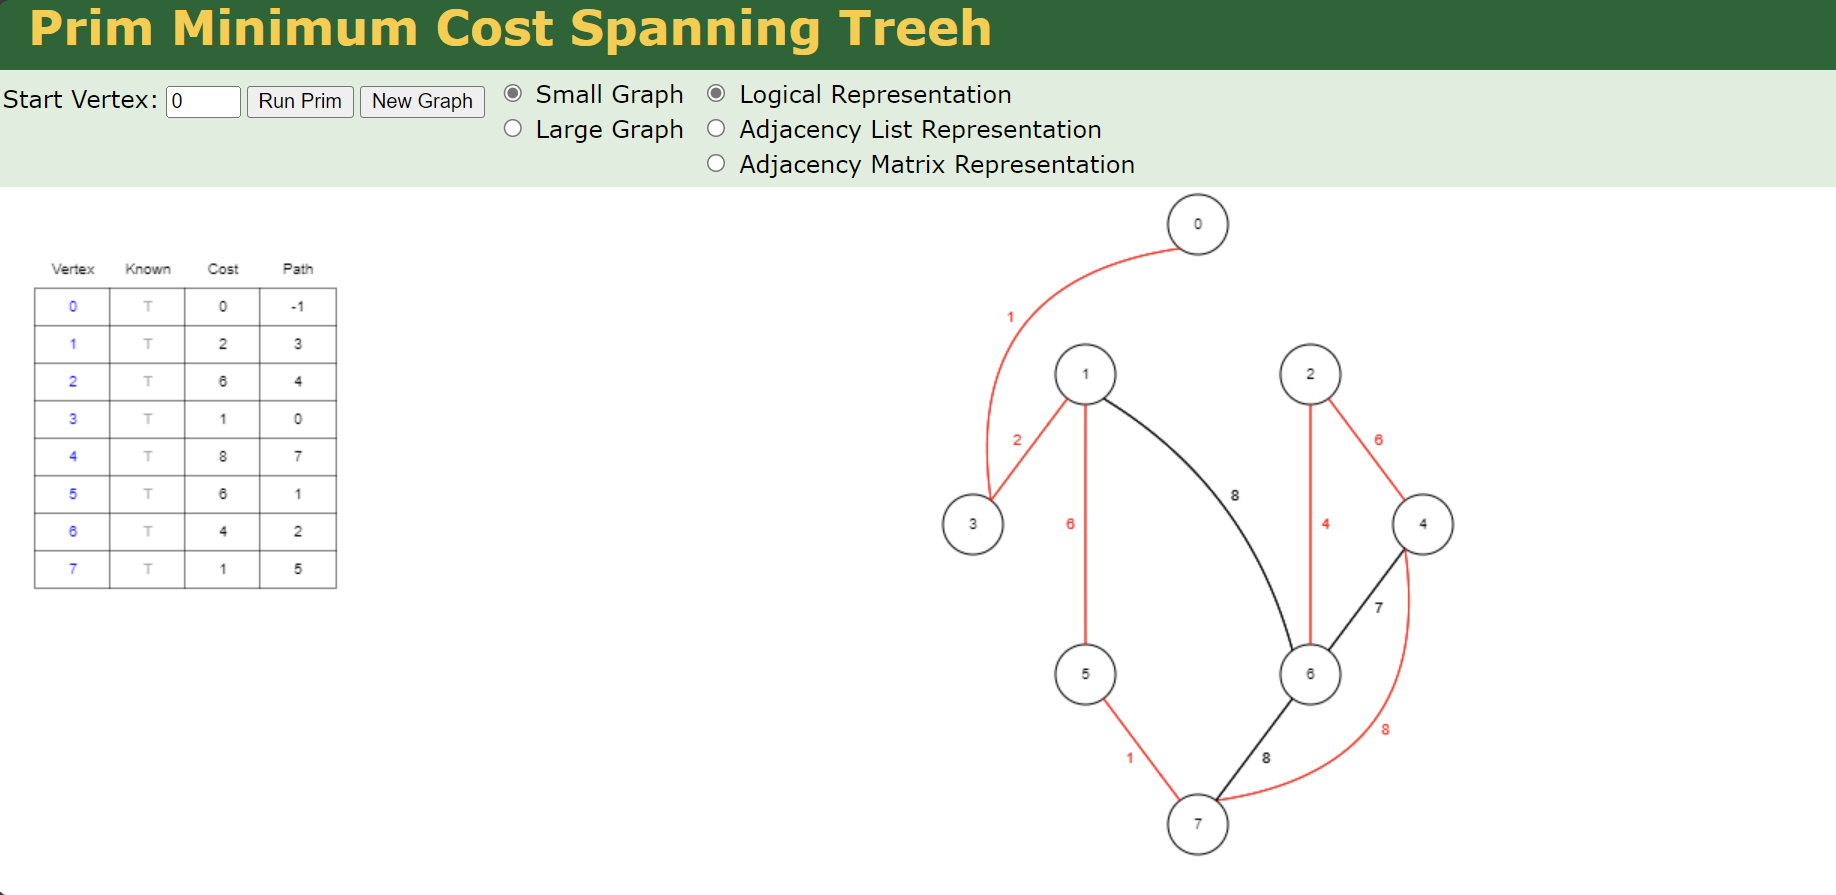 Prim Minimum Cost Spanning Treeh
Start Vertex: 0 Run Prim New Graph
Small Graph
Large Graph
Logical Representation
Adjacency List Representation
Adjacency Matrix Representation
Vertex Known Cost Path
0 T 0 -1
1 T 2 3
2 T 6 4
3 T 1 0
4 T 8 7
5 T 6 1
6 T 4 2
7 T 1 5
0
1
1
2
2
6
8
3
6
4
4
7
5
6
8
1
8
7